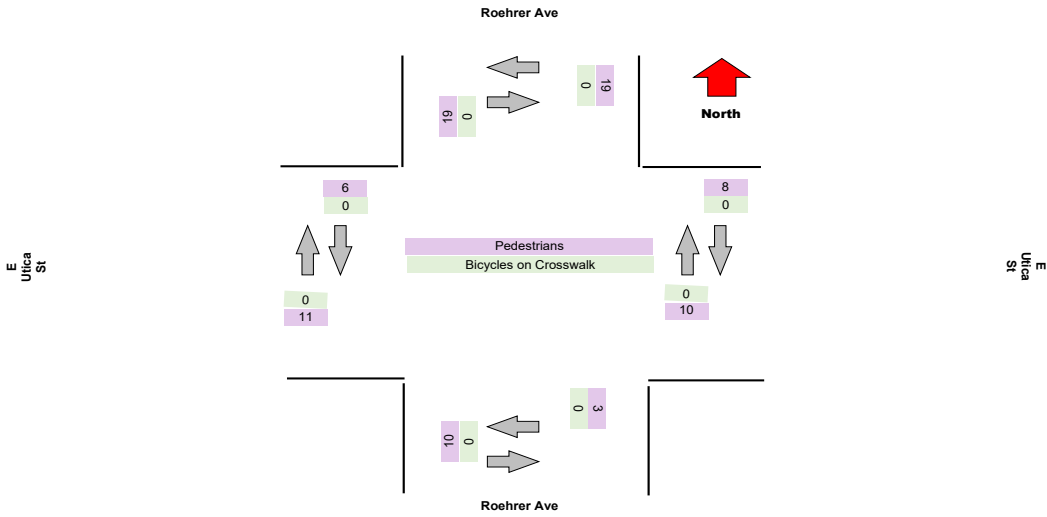 Roehrer Ave
0
19
19
0
North
6
0
8
0
Pedestrians
Bicycles on Crosswalk
E
Utica
St
E
Utica
St
0
11
0
10
0
3
10
0
Roehrer Ave